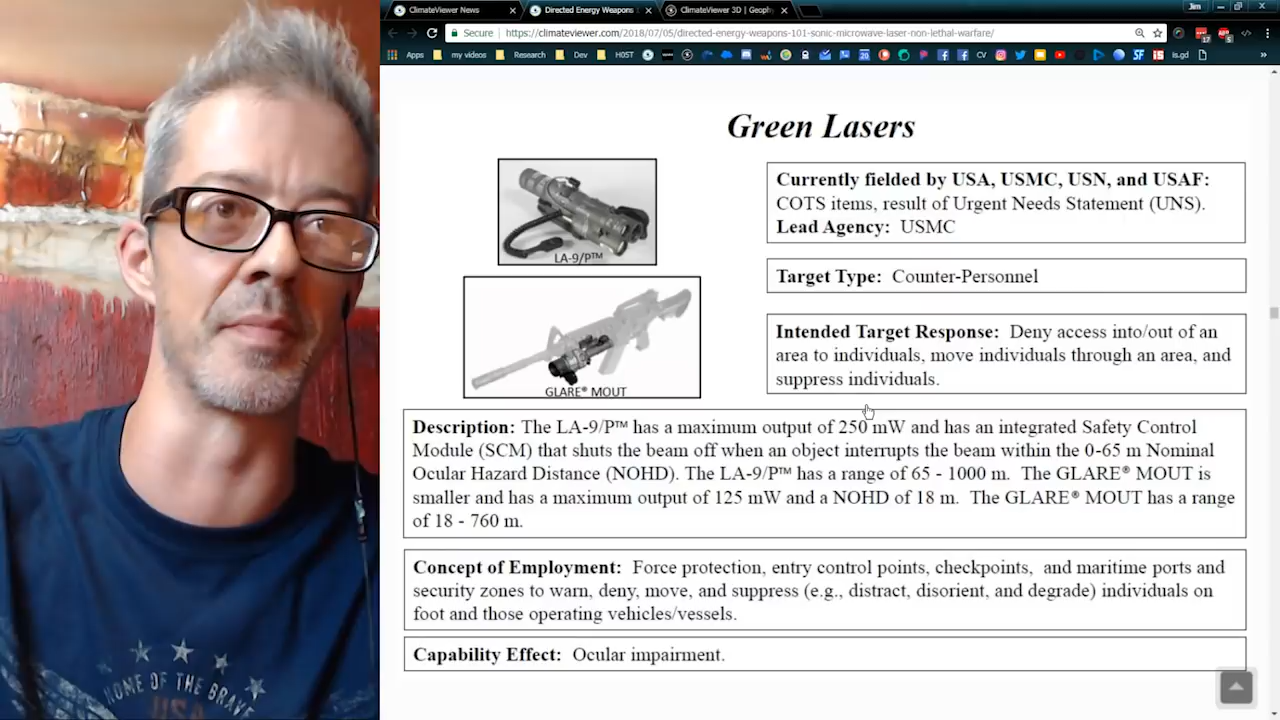 ClimateViewer News
Directed Energy Weapons
ClimateViewer 3D | Geoph
Jim
Secure
https://climateviewer.com/2018/07/05/directed-energy-weapons-101-sonic-microwave-laser-non-lethal-warfare/
Apps
my videos
Research
Dev
H0ST
CV
is.gd
Green Lasers
LA-9/P™
GLARE® MOUT
Currently fielded by USA, USMC, USN, and USAF:
COTS items, result of Urgent Needs Statement (UNS).
Lead Agency: USMC
Target Type: Counter-Personnel
Intended Target Response: Deny access into/out of an
area to individuals, move individuals through an area, and
suppress individuals.
Description: The LA-9/P™ has a maximum output of 250 mW and has an integrated Safety Control
Module (SCM) that shuts the beam off when an object interrupts the beam within the 0-65 m Nominal
Ocular Hazard Distance (NOHD). The LA-9/P™ has a range of 65 - 1000 m. The GLARE® MOUT is
smaller and has a maximum output of 125 mW and a NOHD of 18 m. The GLARE® MOUT has a range
of 18 - 760 m.
Concept of Employment: Force protection, entry control points, checkpoints, and maritime ports and
security zones to warn, deny, move, and suppress (e.g., distract, disorient, and degrade) individuals on
foot and those operating vehicles/vessels.
Capability Effect: Ocular impairment.
HOME OF THE BRAVE
USA